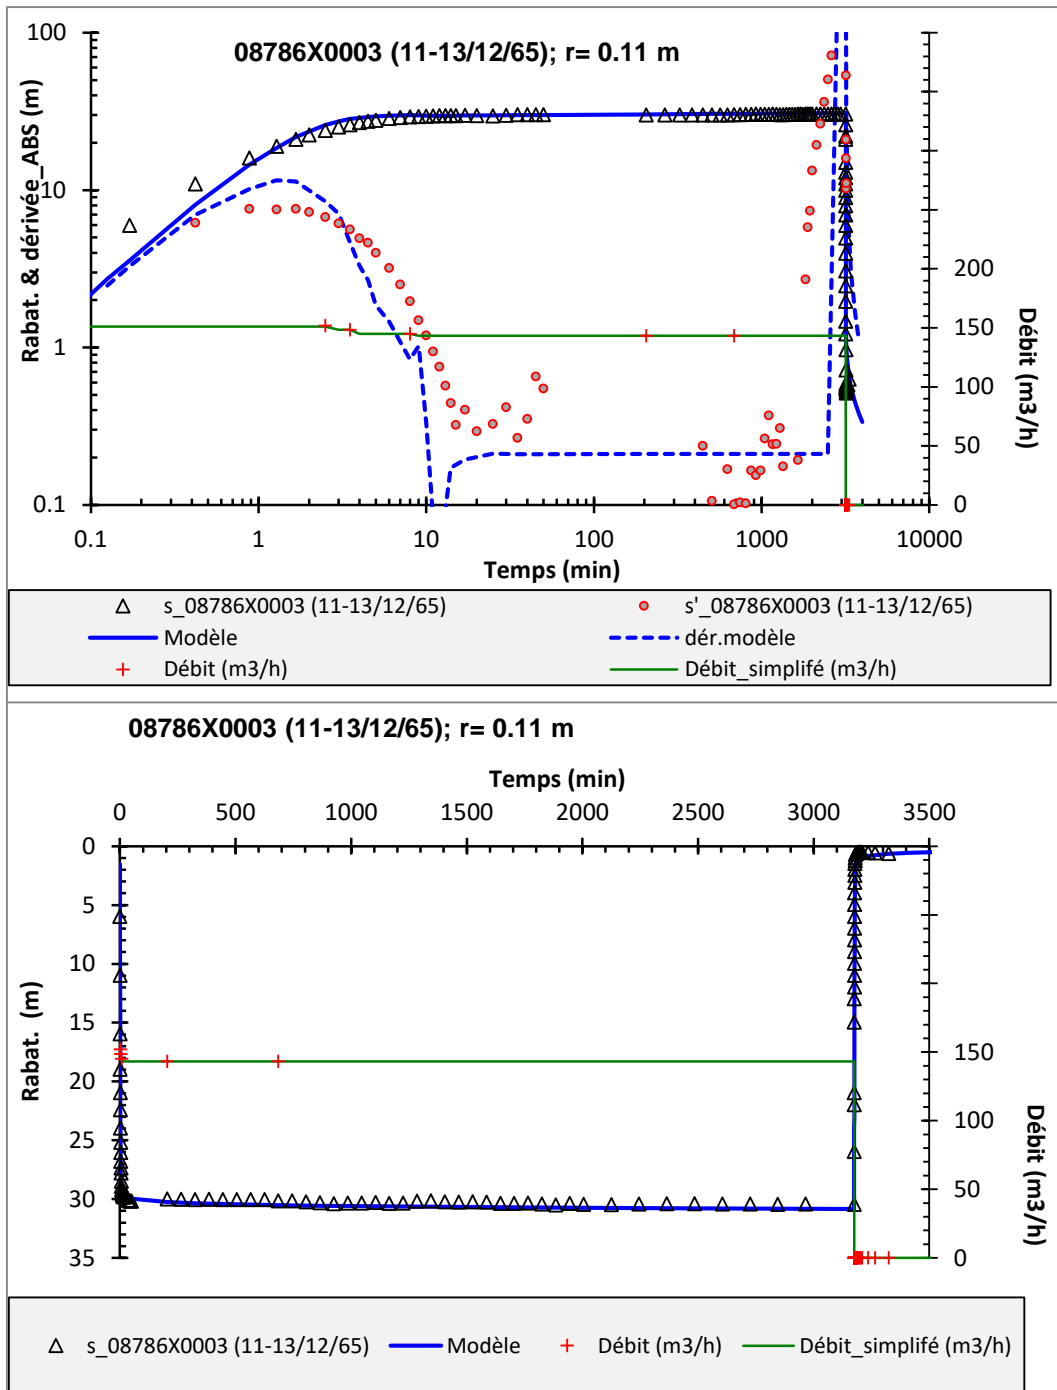 08786X0003 (11-13/12/65); r= 0.11 m
Rabat. & dérivée_ABS (m)
100
10
1
0.1
200
150
100
50
0
Débit (m3/h)
0.1 1 10 100 1000 10000
Temps (min)
s_08786X0003 (11-13/12/65) s'_08786X0003 (11-13/12/65)
Modèle dér.modèle
Débit (m3/h) Débit_simplifé (m3/h)
08786X0003 (11-13/12/65); r= 0.11 m
Temps (min)
0 500 1000 1500 2000 2500 3000 3500
Rabat. (m)
0
5
10
15
20
25
30
35
150
100
50
0
Débit (m3/h)
s_08786X0003 (11-13/12/65) Modèle Débit (m3/h) Débit_simplifé (m3/h)